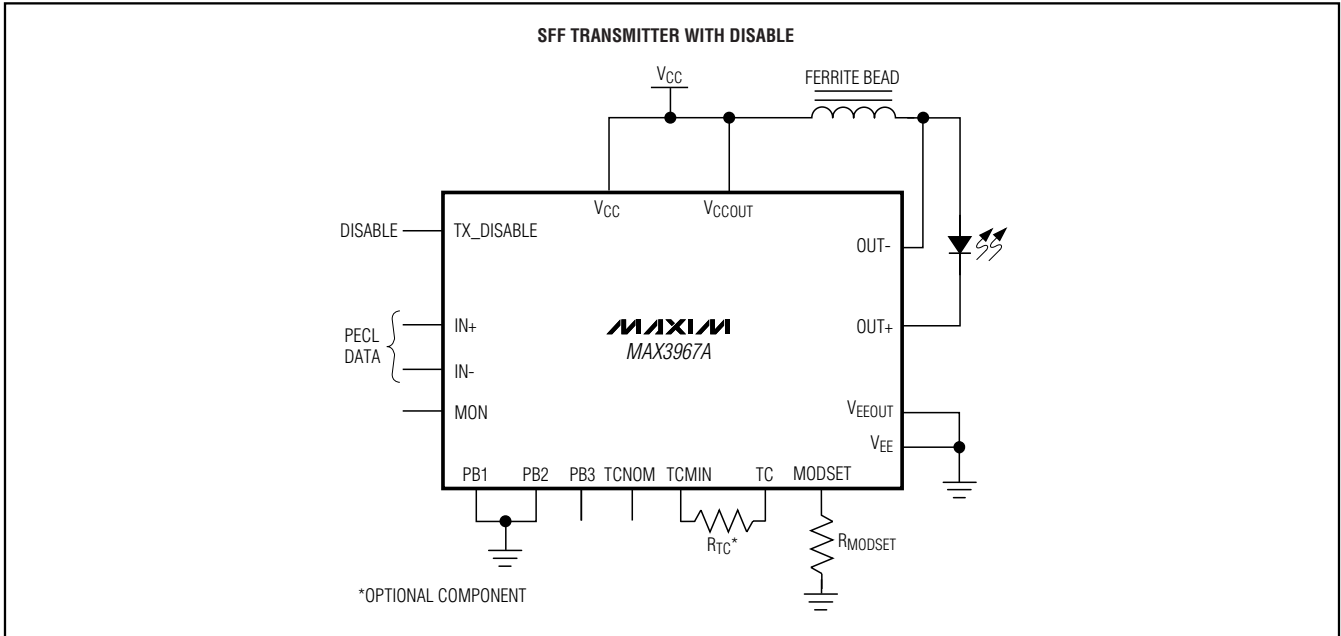 SFF TRANSMITTER WITH DISABLE
VCC
FERRITE BEAD
VCC
VCCOUT
DISABLE
TX_DISABLE
OUT-
PECL
DATA
IN+
IN-
MAXIM
MAX3967A
OUT+
MON
VEEOUT
VEE
PB1 PB2 PB3 TCNOM TCMIN TC MODSET
RTC*
RMODSET
*OPTIONAL COMPONENT